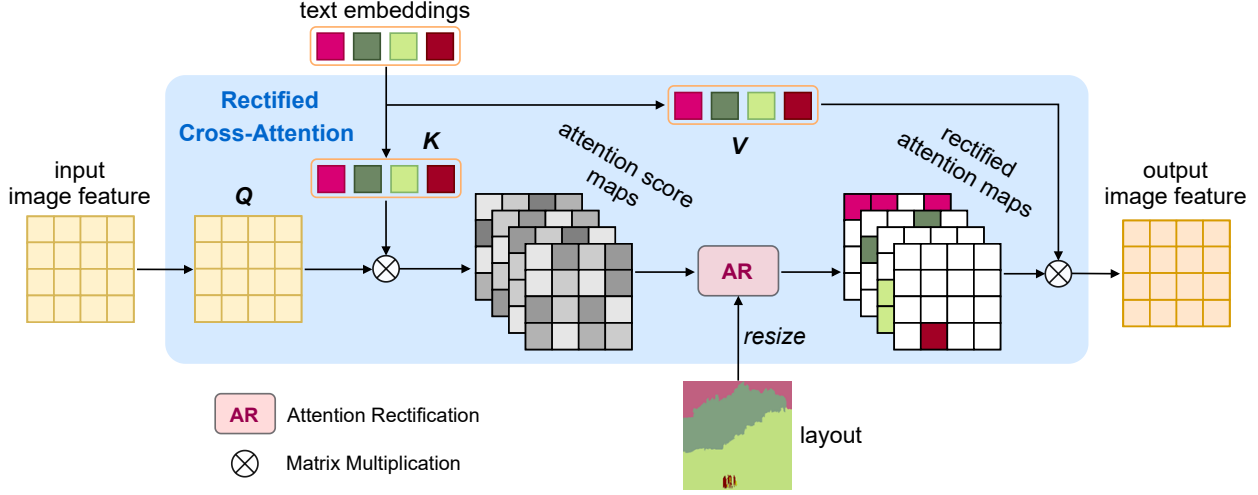 text embeddings
Rectified
Cross-Attention
K
V
attention score
maps
rectified
attention maps
input
image feature
Q
output
image feature
AR
resize
layout
AR Attention Rectification
Matrix Multiplication